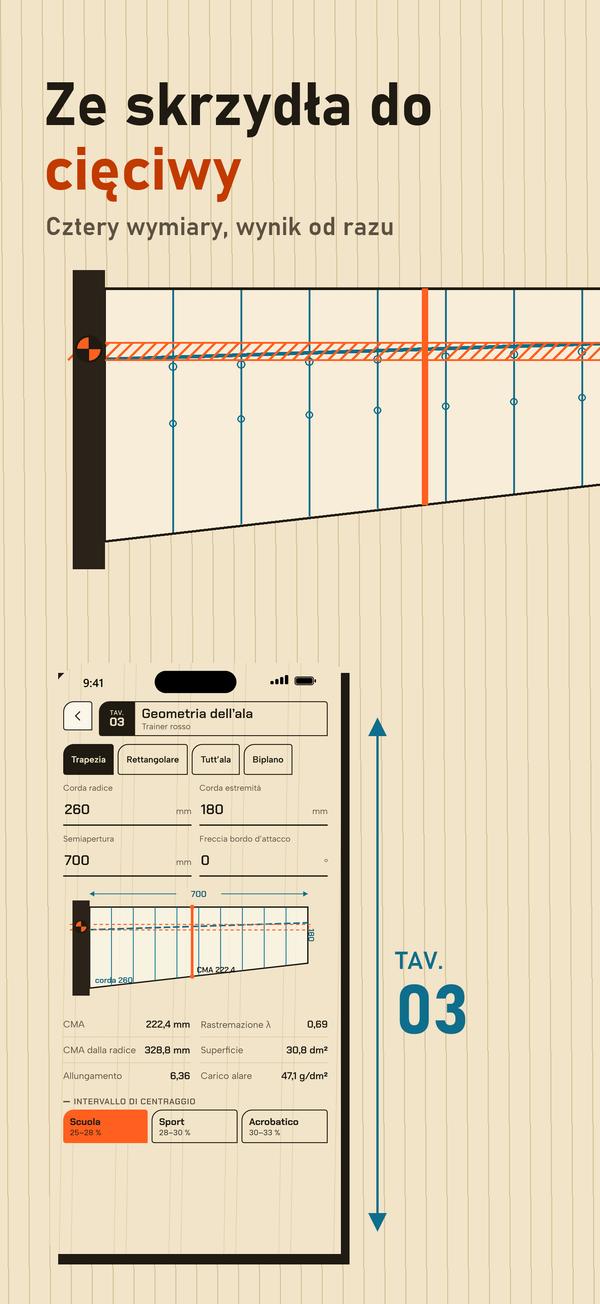 Ze skrzydła do
cięciwy
Cztery wymiary, wynik od razu
9:41
TAV.
03
Geometria dell'ala
Trainer rosso
Trapezia
Rettangolare
Tutt'ala
Biplano
Corda radice
Corda estremità
260 mm
180 mm
Semiapertura
Freccia bordo d'attacco
700 mm
0 °
700
180
CMA 222,4
corda 260
CMA 222,4 mm
Rastremazione λ 0,69
CMA dalla radice 328,8 mm
Superficie 30,8 dm²
Allungamento 6,36
Carico alare 47,1 g/dm²
— INTERVALLO DI CENTRAGGIO
Scuola
25–28 %
Sport
28–30 %
Acrobatico
30–33 %
TAV.
03